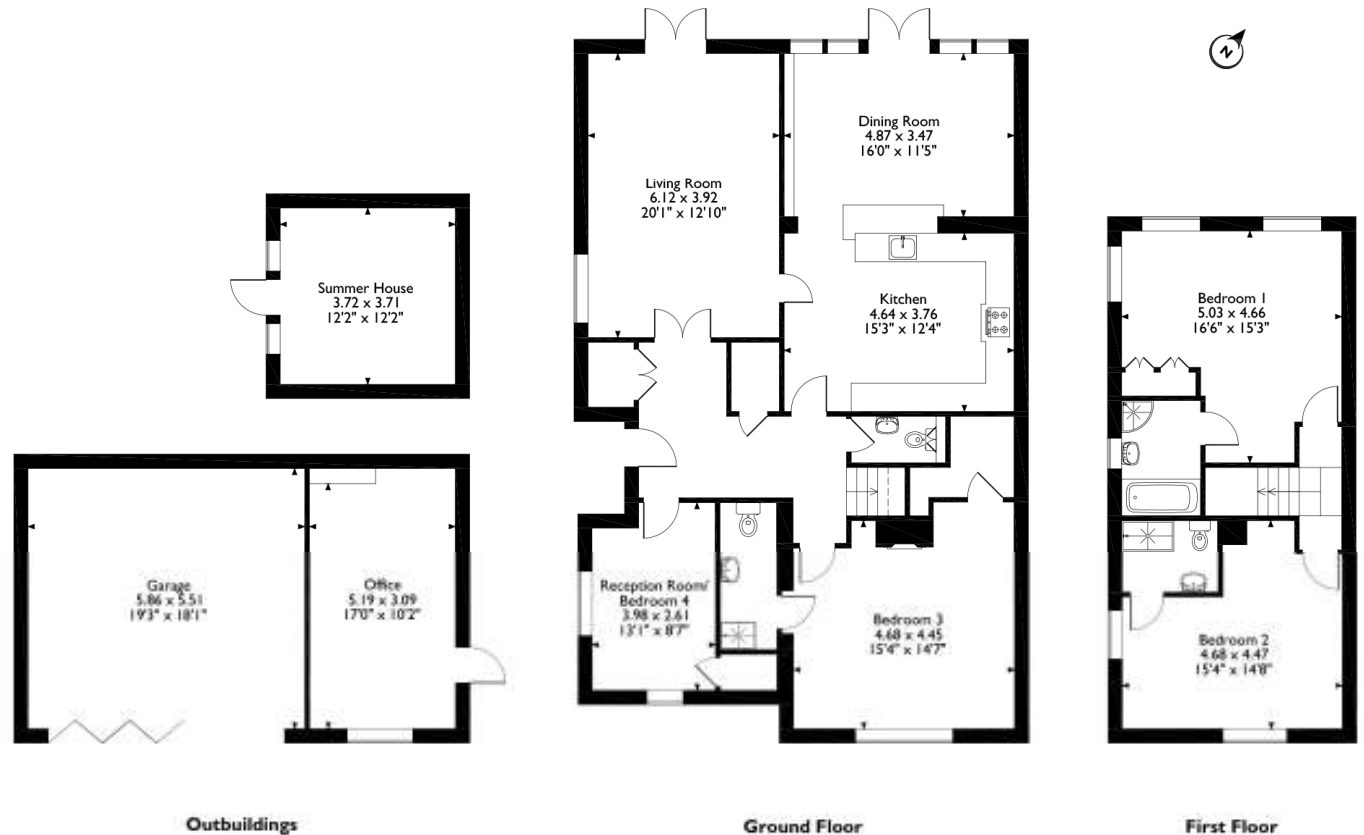 N
Dining Room
4.87 x 3.47
16'0" x 11'5"
Living Room
6.12 x 3.92
20'1" x 12'10"
Summer House
3.72 x 3.71
12'2" x 12'2"
Kitchen
4.64 x 3.76
15'3" x 12'4"
Bedroom 1
5.03 x 4.66
16'6" x 15'3"
Garage
5.86 x 5.51
19'3" x 18'1"
Office
5.19 x 3.09
17'0" x 10'2"
Reception Room/
Bedroom 4
3.98 x 2.61
13'1" x 8'7"
Bedroom 3
4.68 x 4.45
15'4" x 14'7"
Bedroom 2
4.68 x 4.47
15'4" x 14'8"
Outbuildings
Ground Floor
First Floor